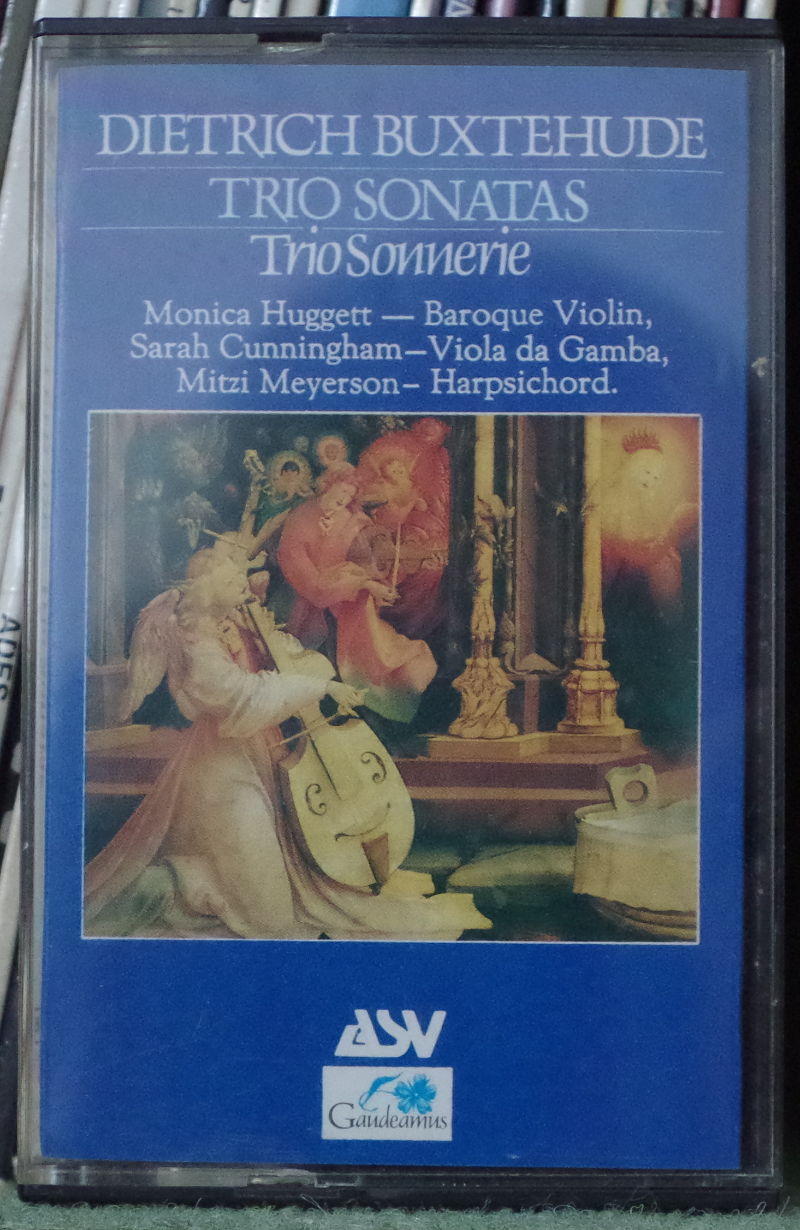 DIETRICH BUXTEHUDE
TRIO SONATAS
Trio Sonnerie
Monica Huggett — Baroque Violin,
Sarah Cunningham – Viola da Gamba,
Mitzi Meyerson – Harpsichord.
ASV
Gaudeamus
ADES